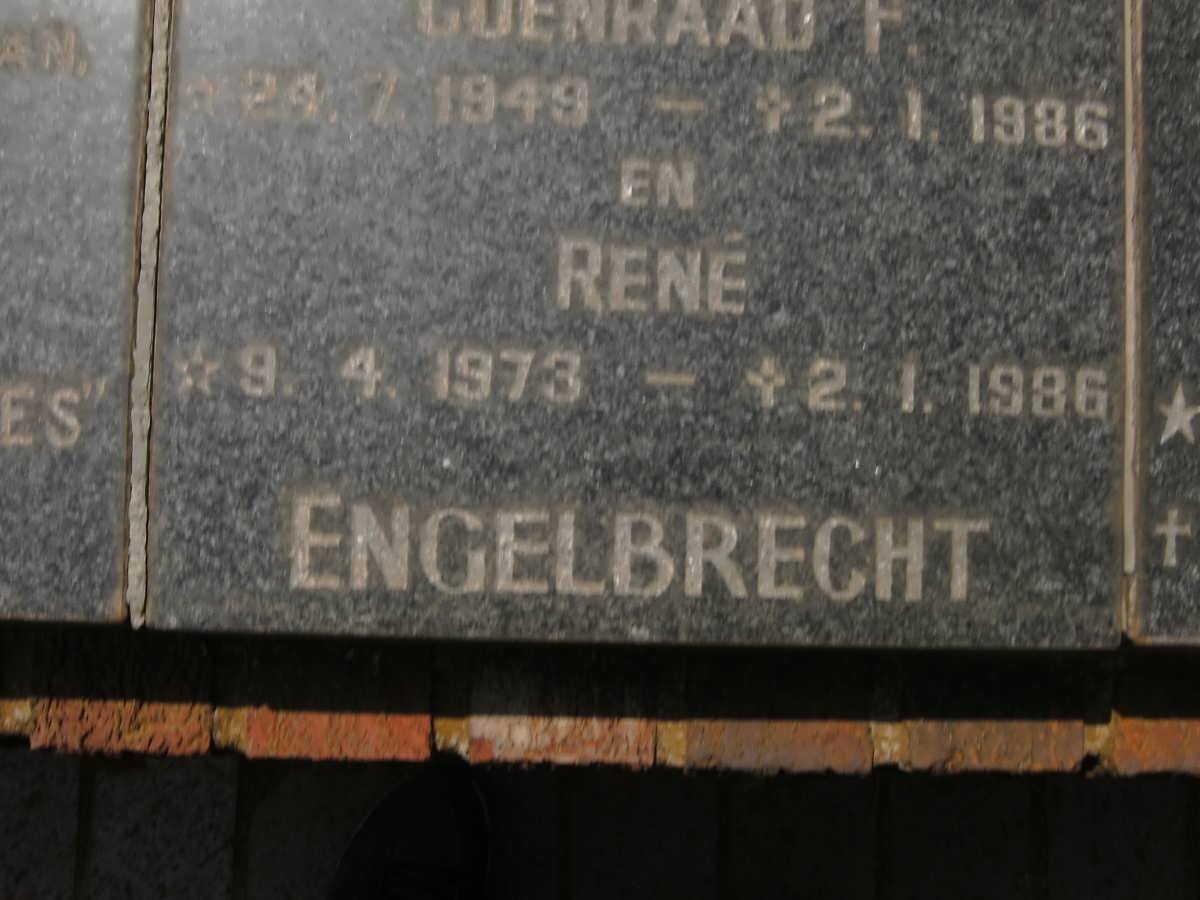 COENRAAD F.
☆ 24. 7. 1949 – ✝ 2. 1. 1986
EN
RENÉ
☆ 9. 4. 1973 – ✝ 2. 1. 1986
ENGELBRECHT